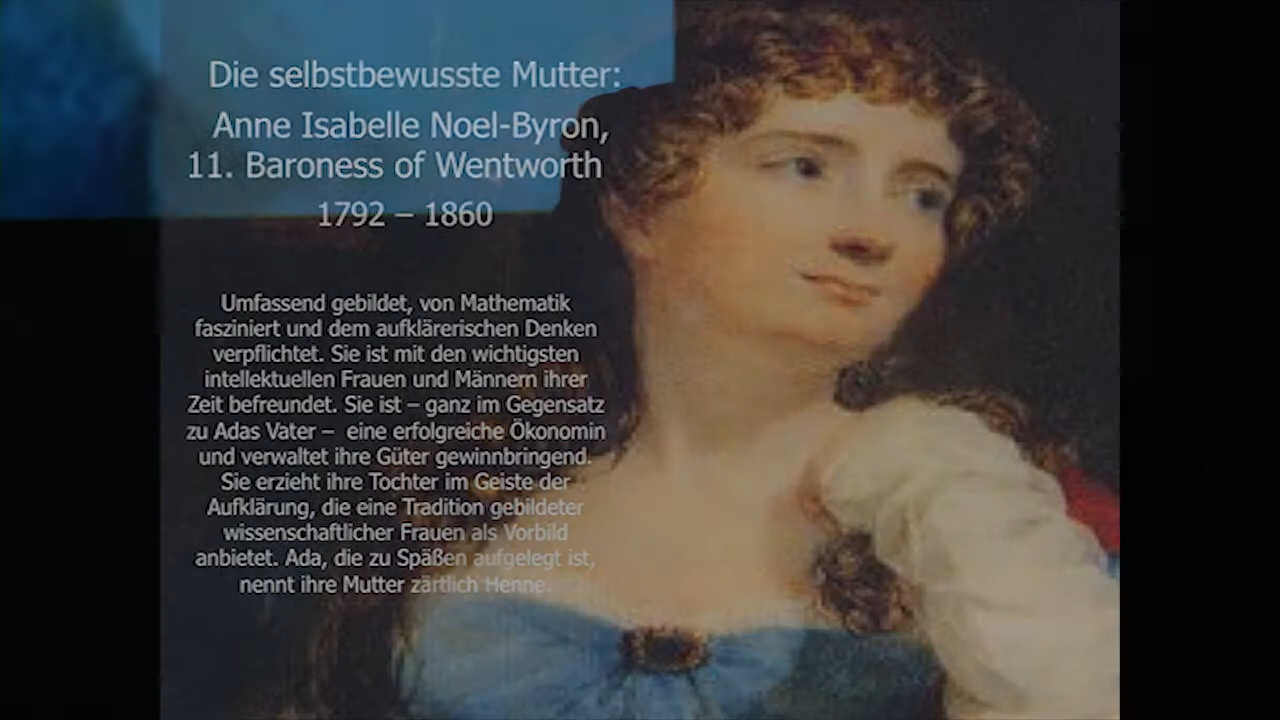 Die selbstbewusste Mutter:
Anne Isabelle Noel-Byron,
11. Baroness of Wentworth
1792 – 1860
Umfassend gebildet, von Mathematik
fasziniert und dem aufklärerischen Denken
verpflichtet. Sie ist mit den wichtigsten
intellektuellen Frauen und Männern ihrer
Zeit befreundet. Sie ist – ganz im Gegensatz
zu Adas Vater – eine erfolgreiche Ökonomin
und verwaltet ihre Güter gewinnbringend.
Sie erzieht ihre Tochter im Geiste der
Aufklärung, die eine Tradition gebildeter
wissenschaftlicher Frauen als Vorbild
anbietet. Ada, die zu Späßen aufgelegt ist,
nennt ihre Mutter zärtlich Henne.